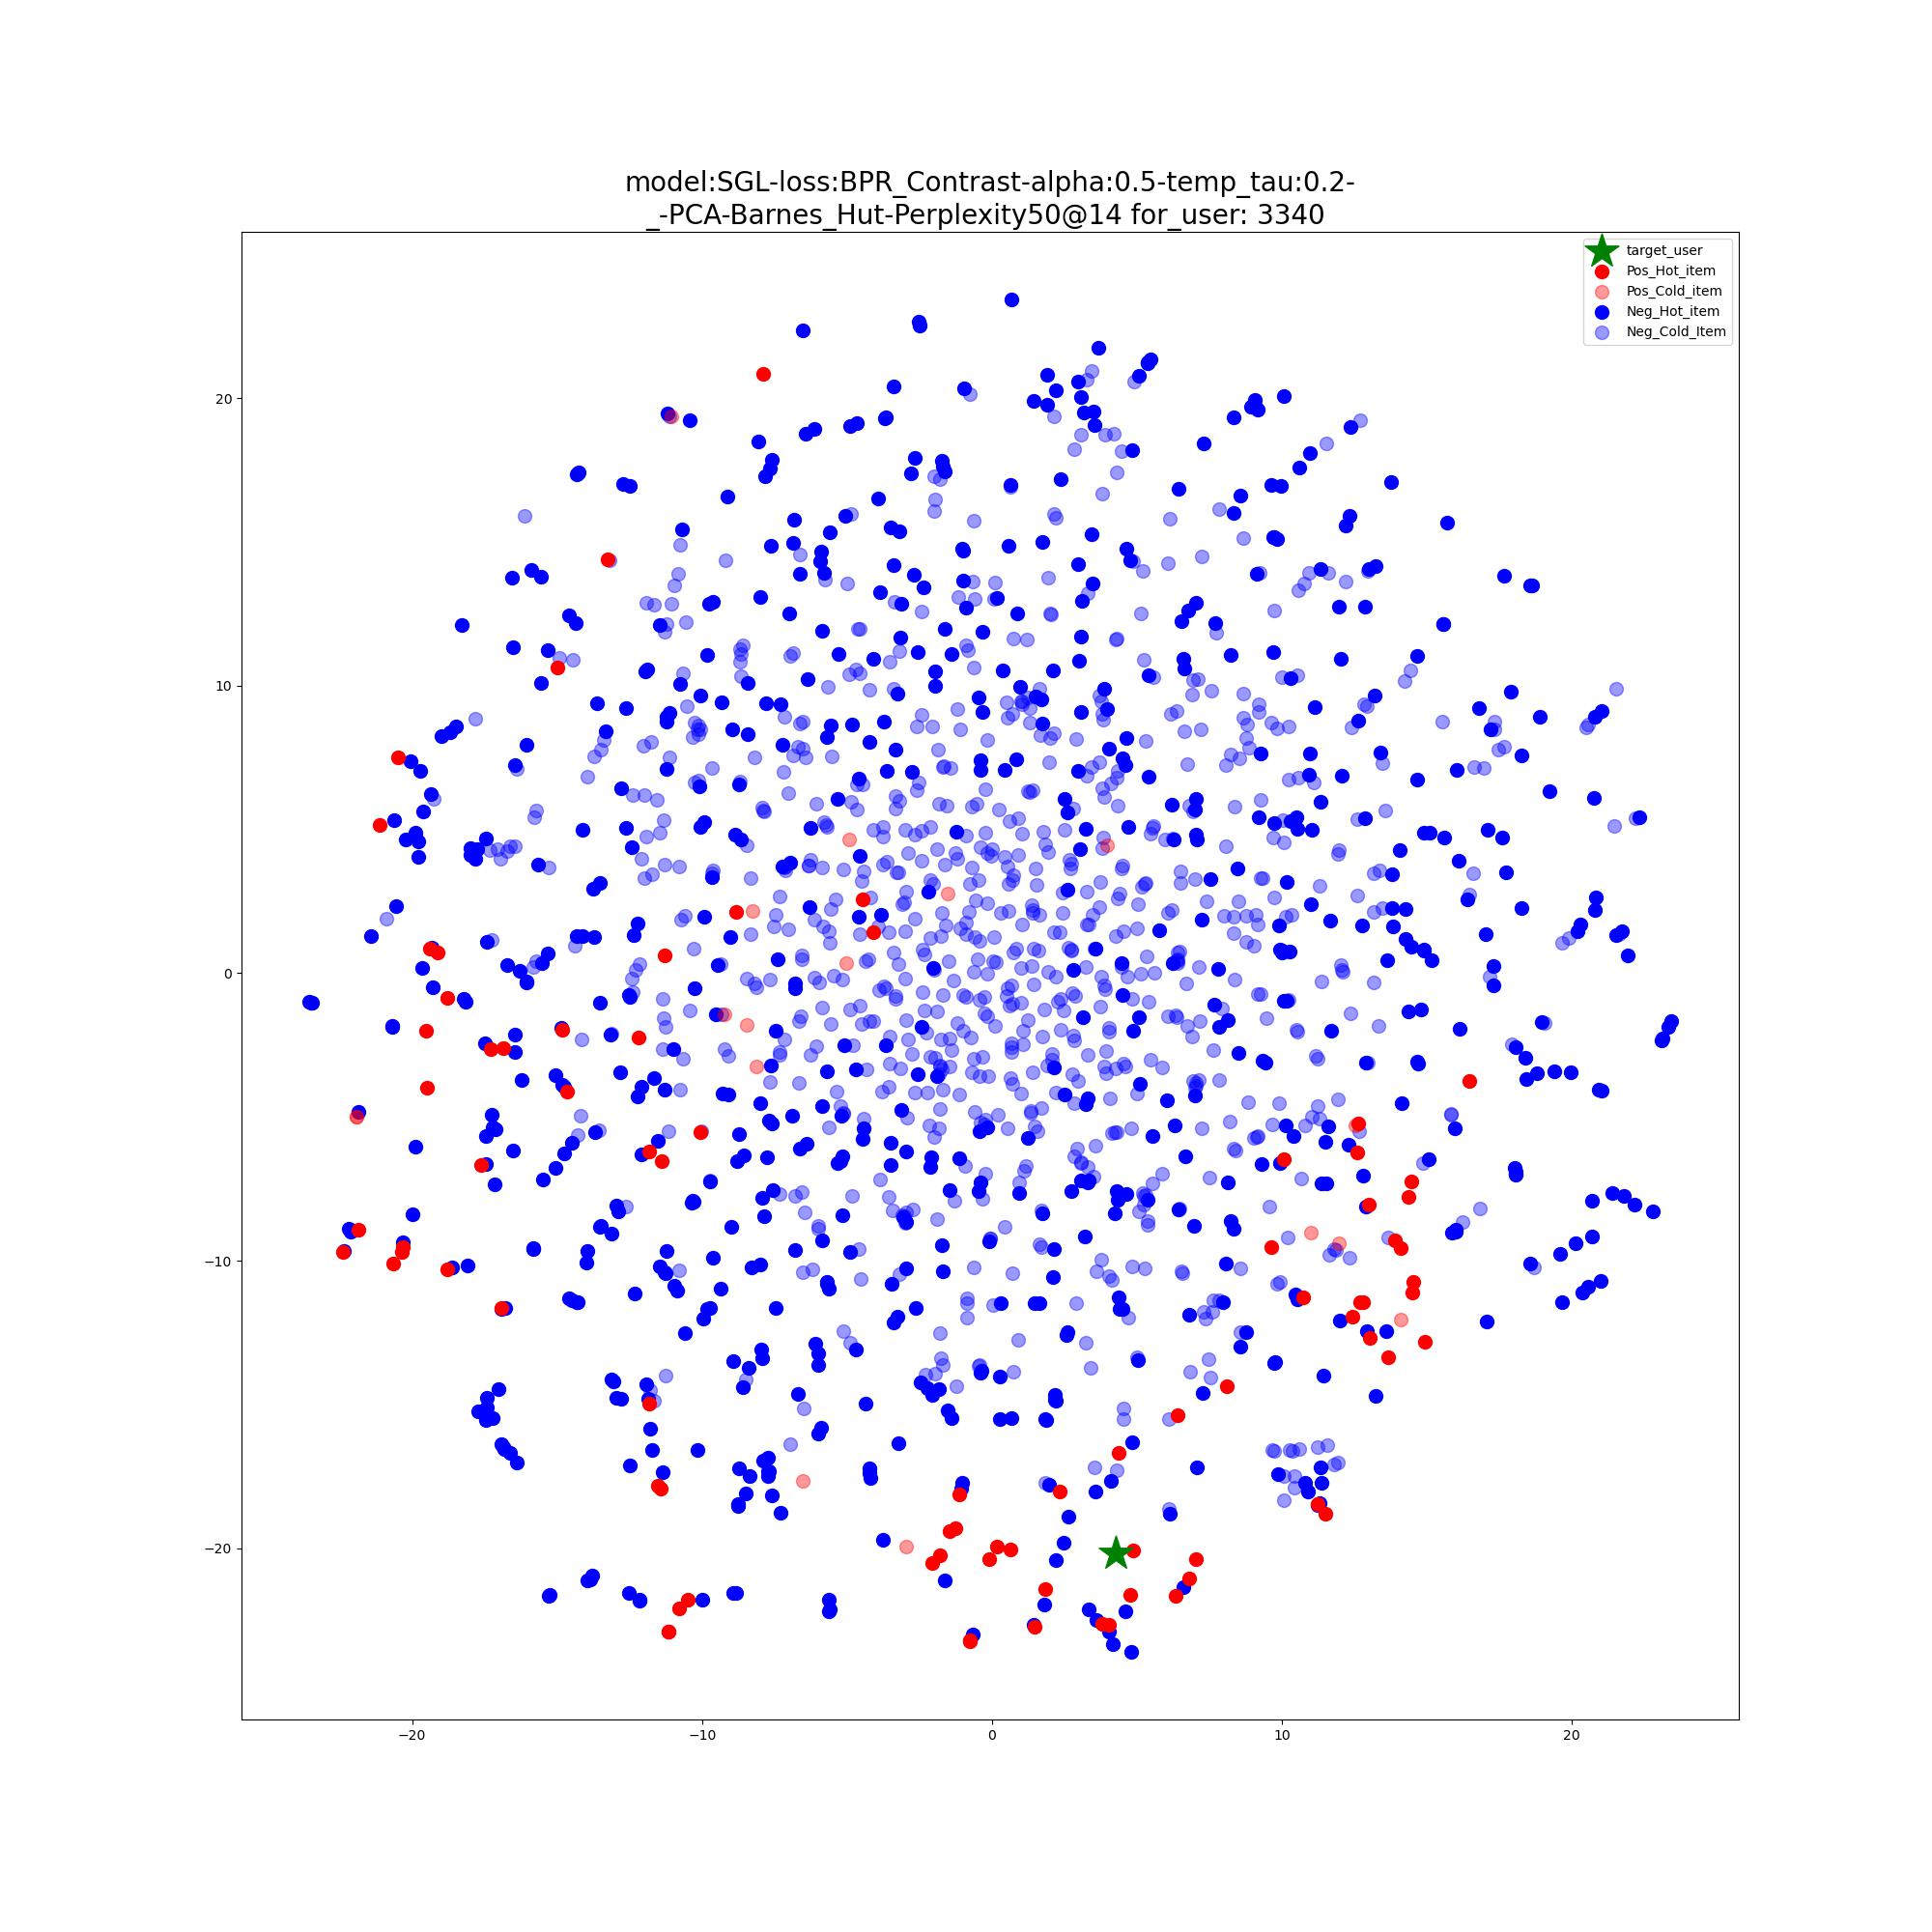 model:SGL-loss:BPR_Contrast-alpha:0.5-temp_tau:0.2-
_-PCA-Barnes_Hut-Perplexity50@14 for_user: 3340
target_user
Pos_Hot_item
Pos_Cold_item
Neg_Hot_item
Neg_Cold_Item
20
10
0
−10
−20
−20 −10 0 10 20